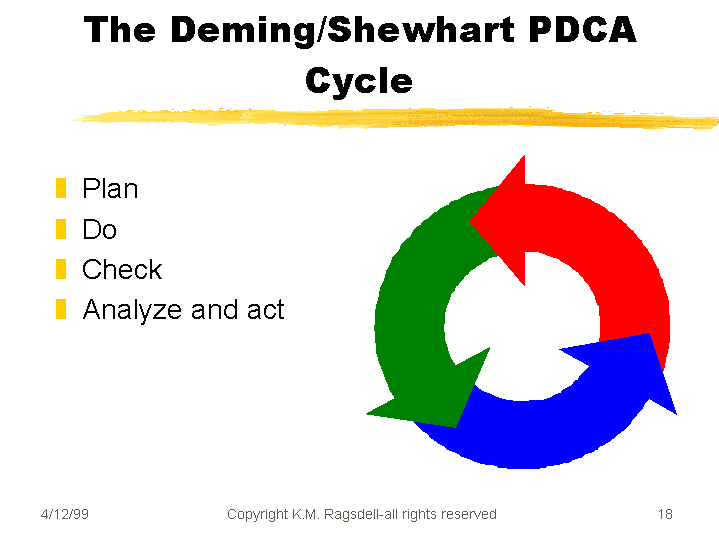 The Deming/Shewhart PDCA
Cycle
Plan
Do
Check
Analyze and act
4/12/99
Copyright K.M. Ragsdell-all rights reserved
18